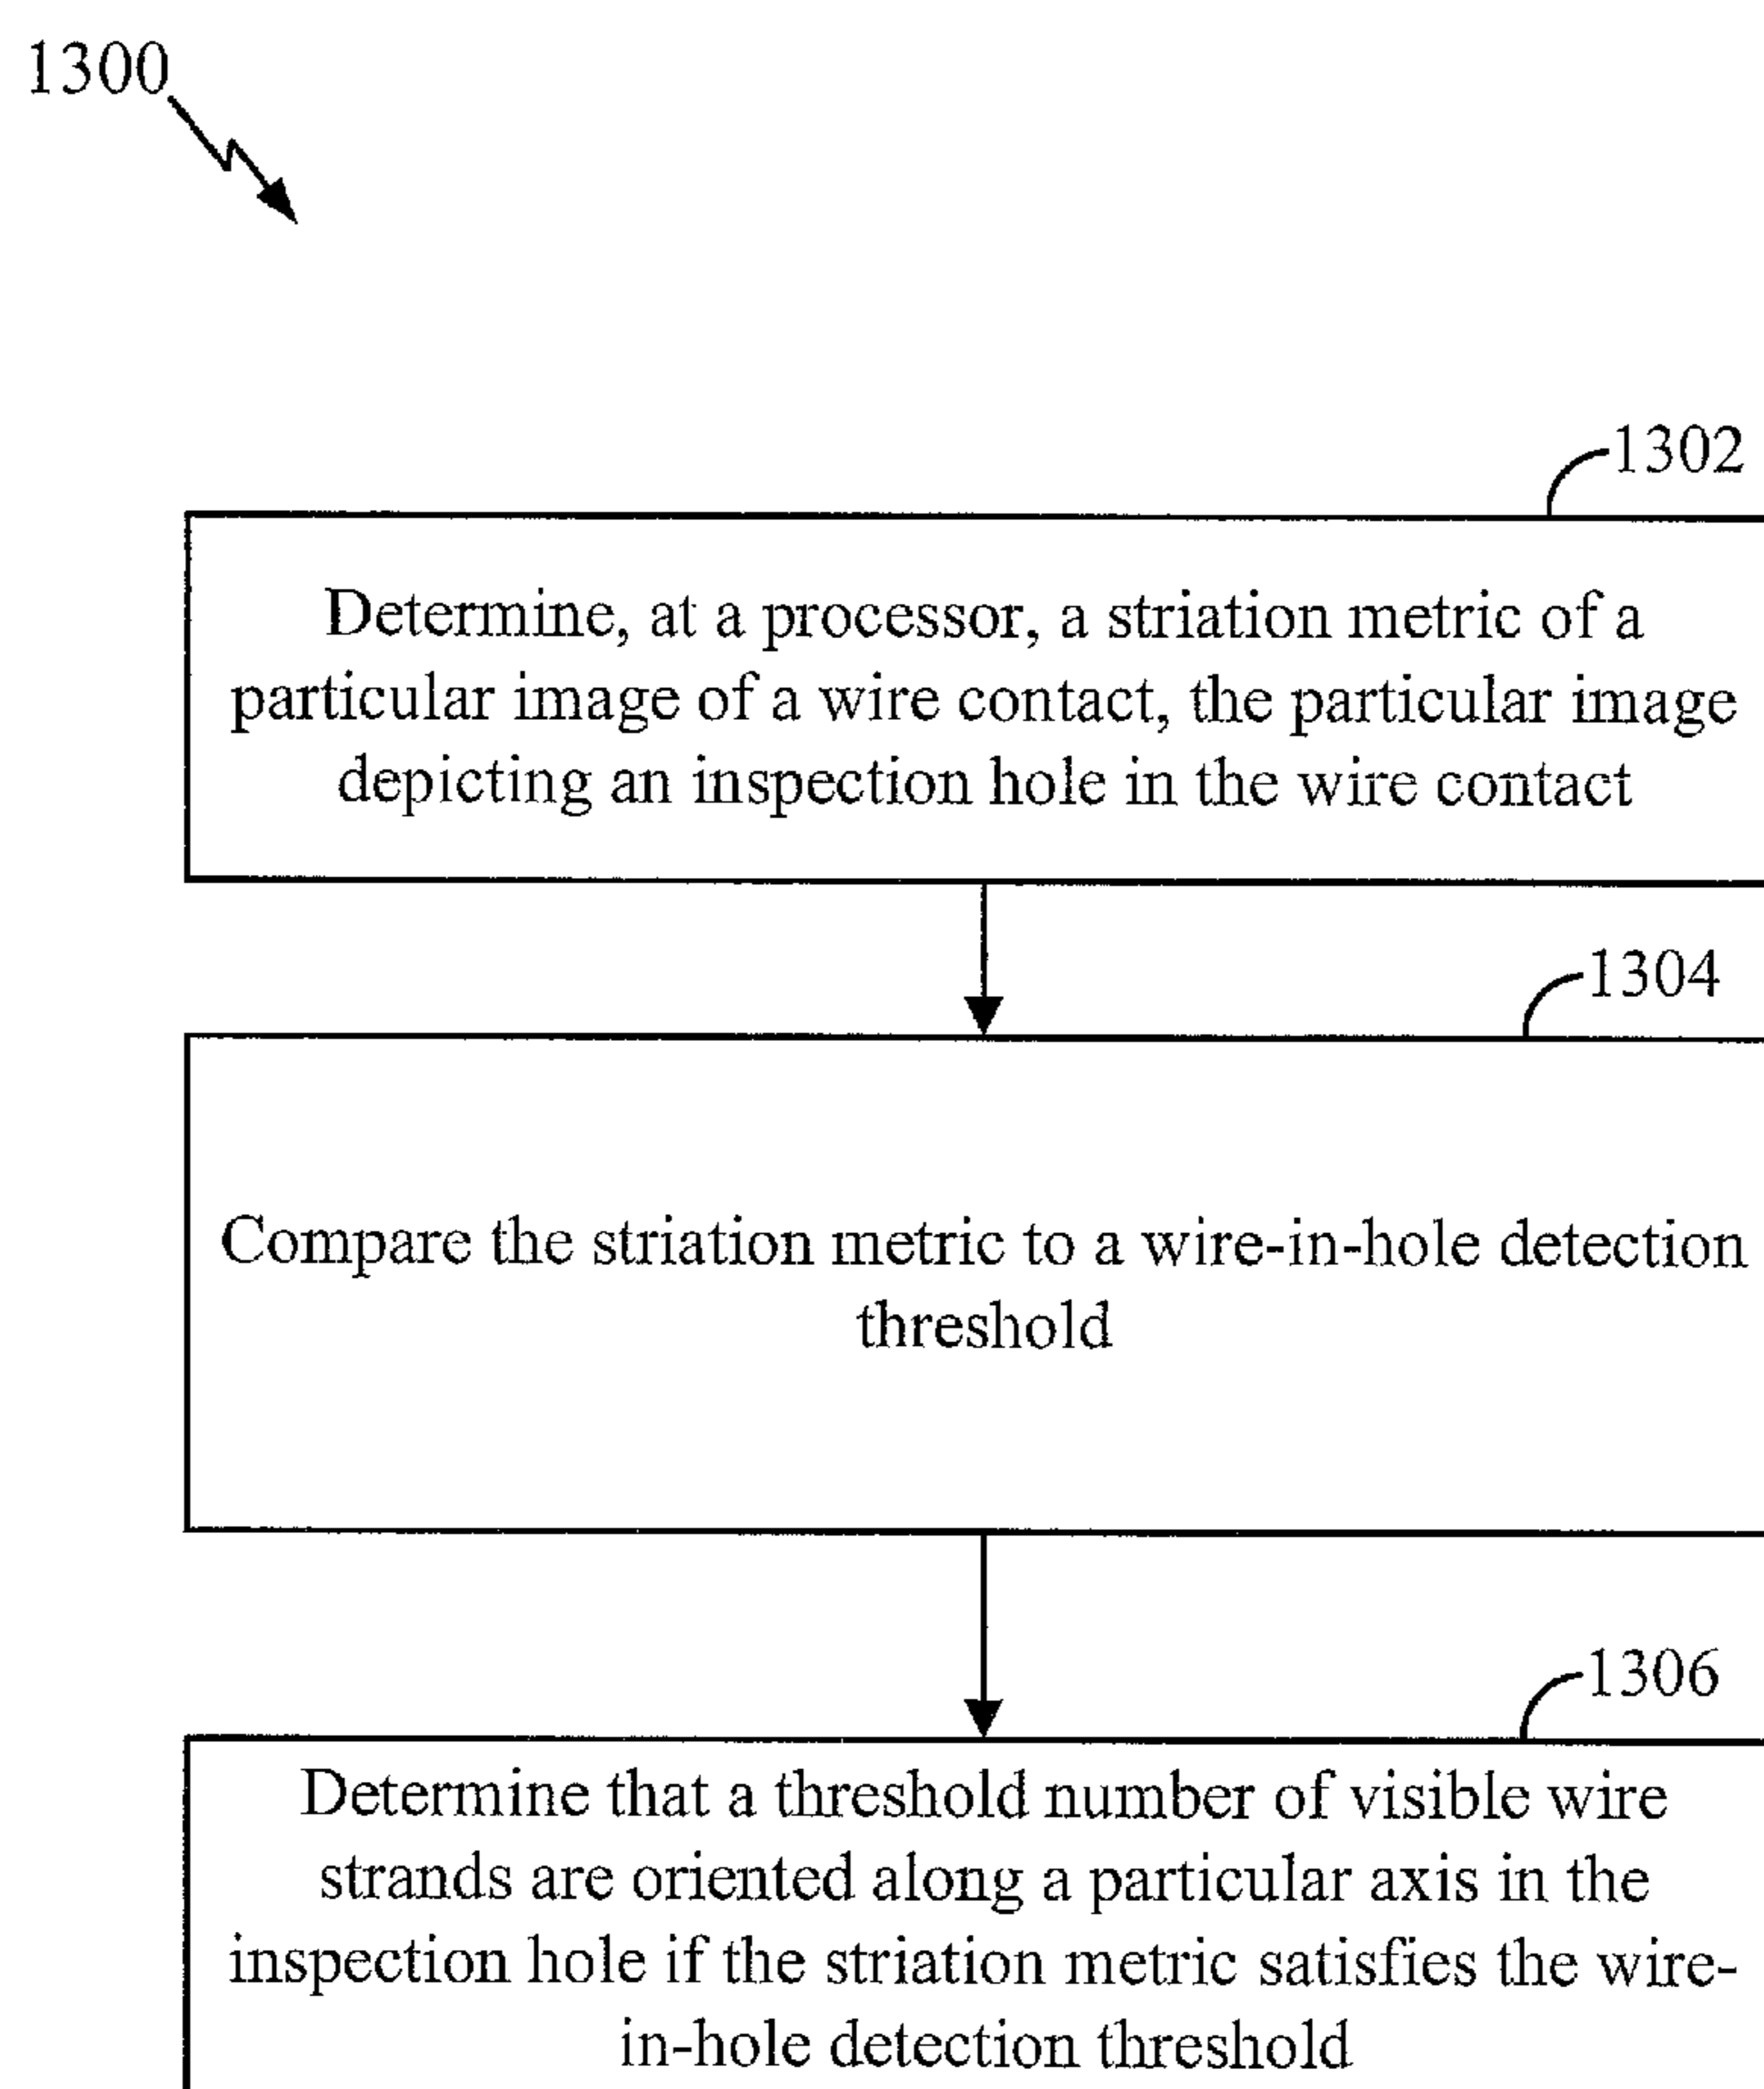 1300
1302
Determine, at a processor, a striation metric of a
particular image of a wire contact, the particular image
depicting an inspection hole in the wire contact
1304
Compare the striation metric to a wire-in-hole detection
threshold
1306
Determine that a threshold number of visible wire
strands are oriented along a particular axis in the
inspection hole if the striation metric satisfies the wire-
in-hole detection threshold